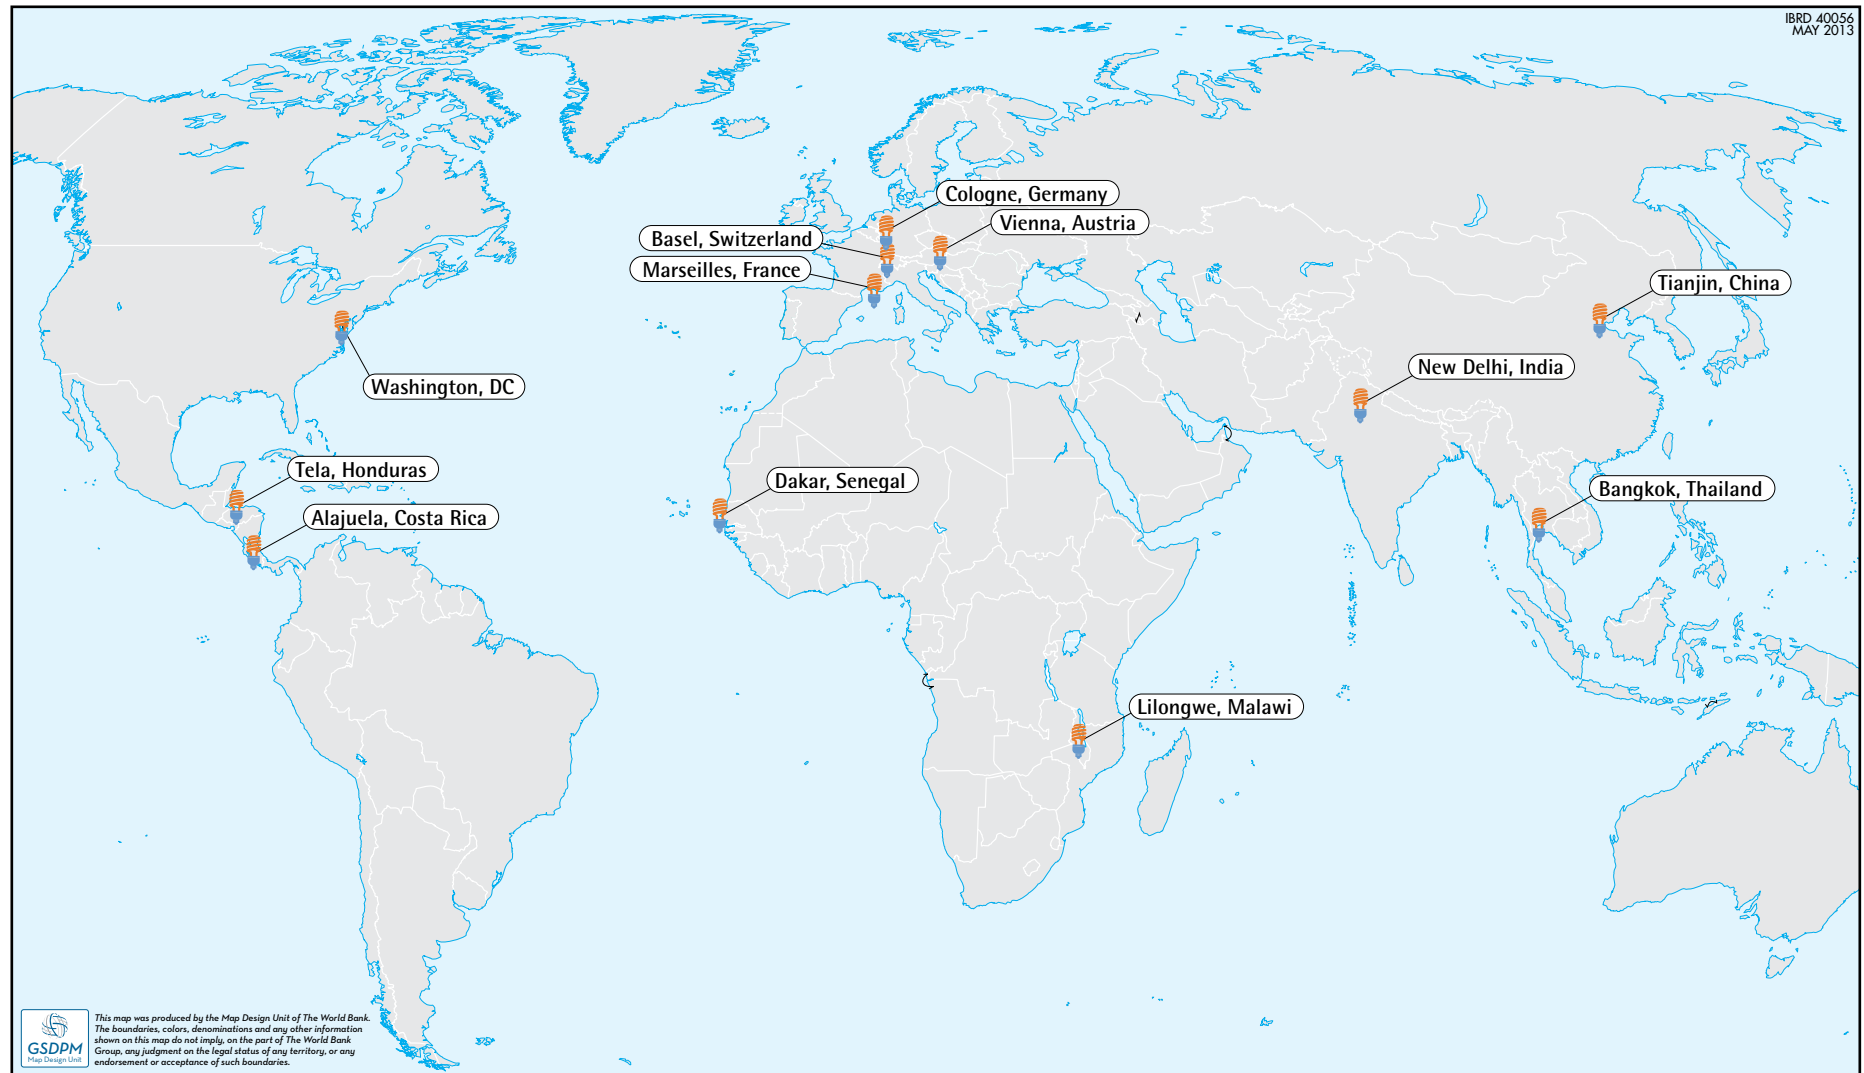 IBRD 40056
MAY 2013
Cologne, Germany
Vienna, Austria
Basel, Switzerland
Marseilles, France
Tianjin, China
Washington, DC
New Delhi, India
Tela, Honduras
Dakar, Senegal
Bangkok, Thailand
Alajuela, Costa Rica
Lilongwe, Malawi
GSDPM
Map Design Unit
This map was produced by the Map Design Unit of The World Bank.
The boundaries, colors, denominations and any other information
shown on this map do not imply, on the part of The World Bank
Group, any judgment on the legal status of any territory, or any
endorsement or acceptance of such boundaries.